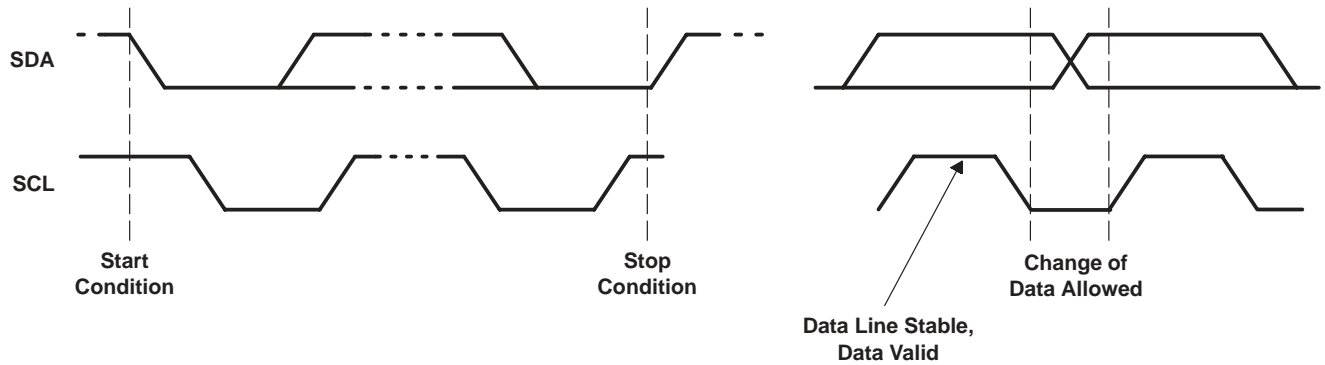 SDA
SCL
Start
Condition
Stop
Condition
Change of
Data Allowed
Data Line Stable,
Data Valid